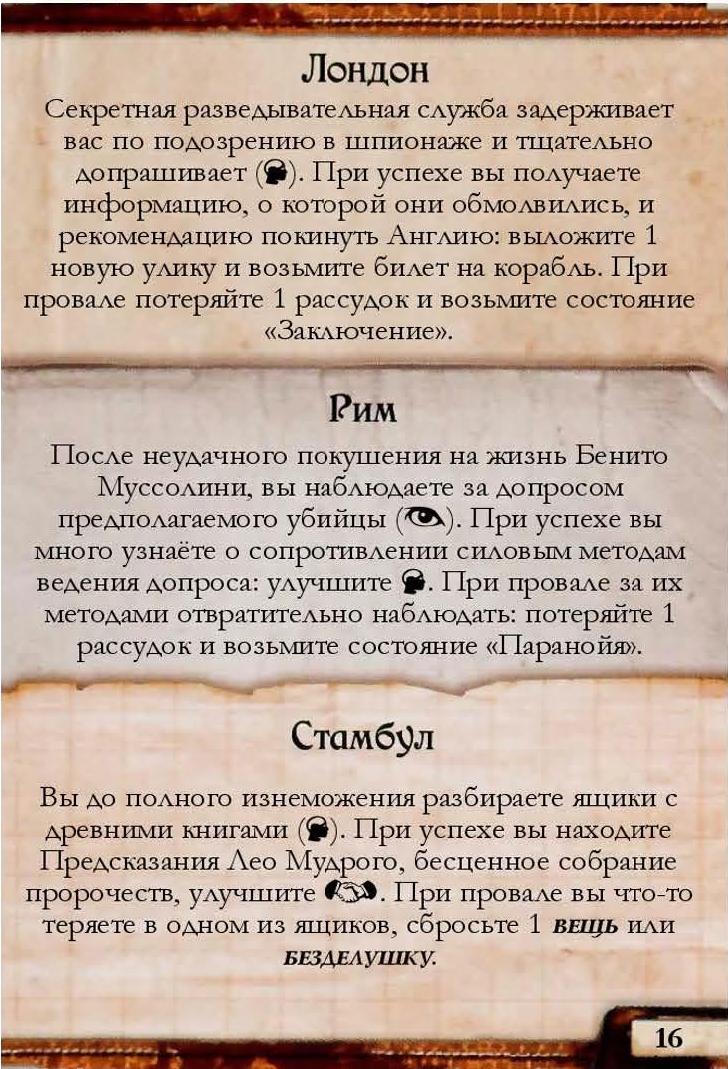 Лондон
Секретная разведывательная служба задерживает
вас по подозрению в шпионаже и тщательно
допрашивает (). При успехе вы получаете
информацию, о которой они обмолвились, и
рекомендацию покинуть Англию: выложите 1
новую улику и возьмите билет на корабль. При
провале потеряйте 1 рассудок и возьмите состояние
«Заключение».
Рим
После неудачного покушения на жизнь Бенито
Муссолини, вы наблюдаете за допросом
предполагаемого убийцы (). При успехе вы
много узнаёте о сопротивлении силовым методам
ведения допроса: улучшите . При провале за их
методами отвратительно наблюдать: потеряйте 1
рассудок и возьмите состояние «Паранойя».
Стамбул
Вы до полного изнеможения разбираете ящики с
древними книгами (). При успехе вы находите
Предсказания Лео Мудрого, бесценное собрание
пророчеств, улучшите . При провале вы что-то
теряете в одном из ящиков, сбросьте 1 ВЕЩЬ или
БЕЗДЕЛУШКУ.
16